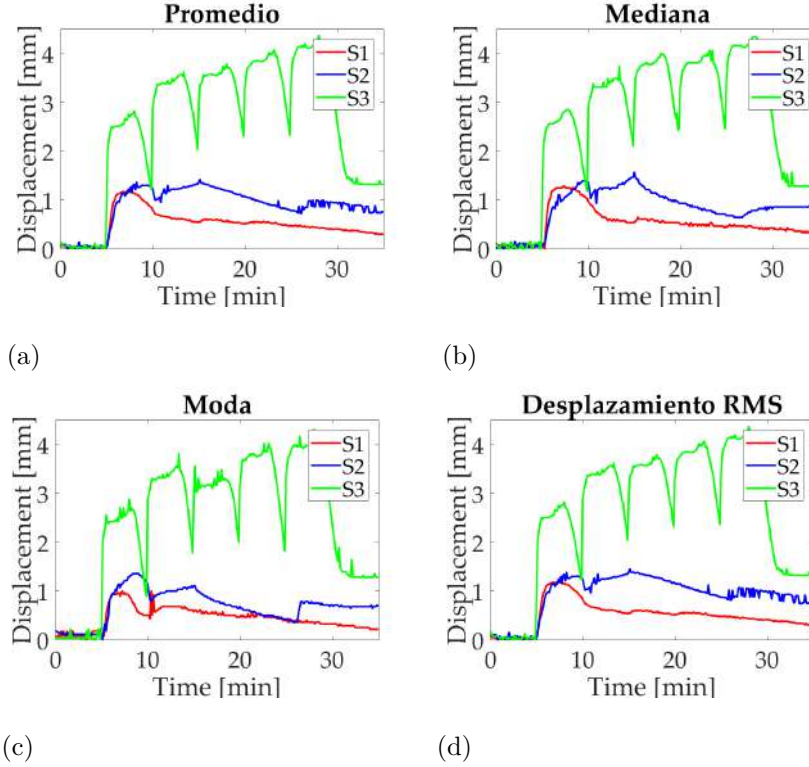 Promedio
Displacement [mm]
4
3
2
1
0
S1
S2
S3
0 10 20 30
Time [min]
(a)
Mediana
Displacement [mm]
4
3
2
1
0
S1
S2
S3
0 10 20 30
Time [min]
(b)
Moda
Displacement [mm]
4
3
2
1
0
S1
S2
S3
0 10 20 30
Time [min]
(c)
Desplazamiento RMS
Displacement [mm]
4
3
2
1
0
S1
S2
S3
0 10 20 30
Time [min]
(d)